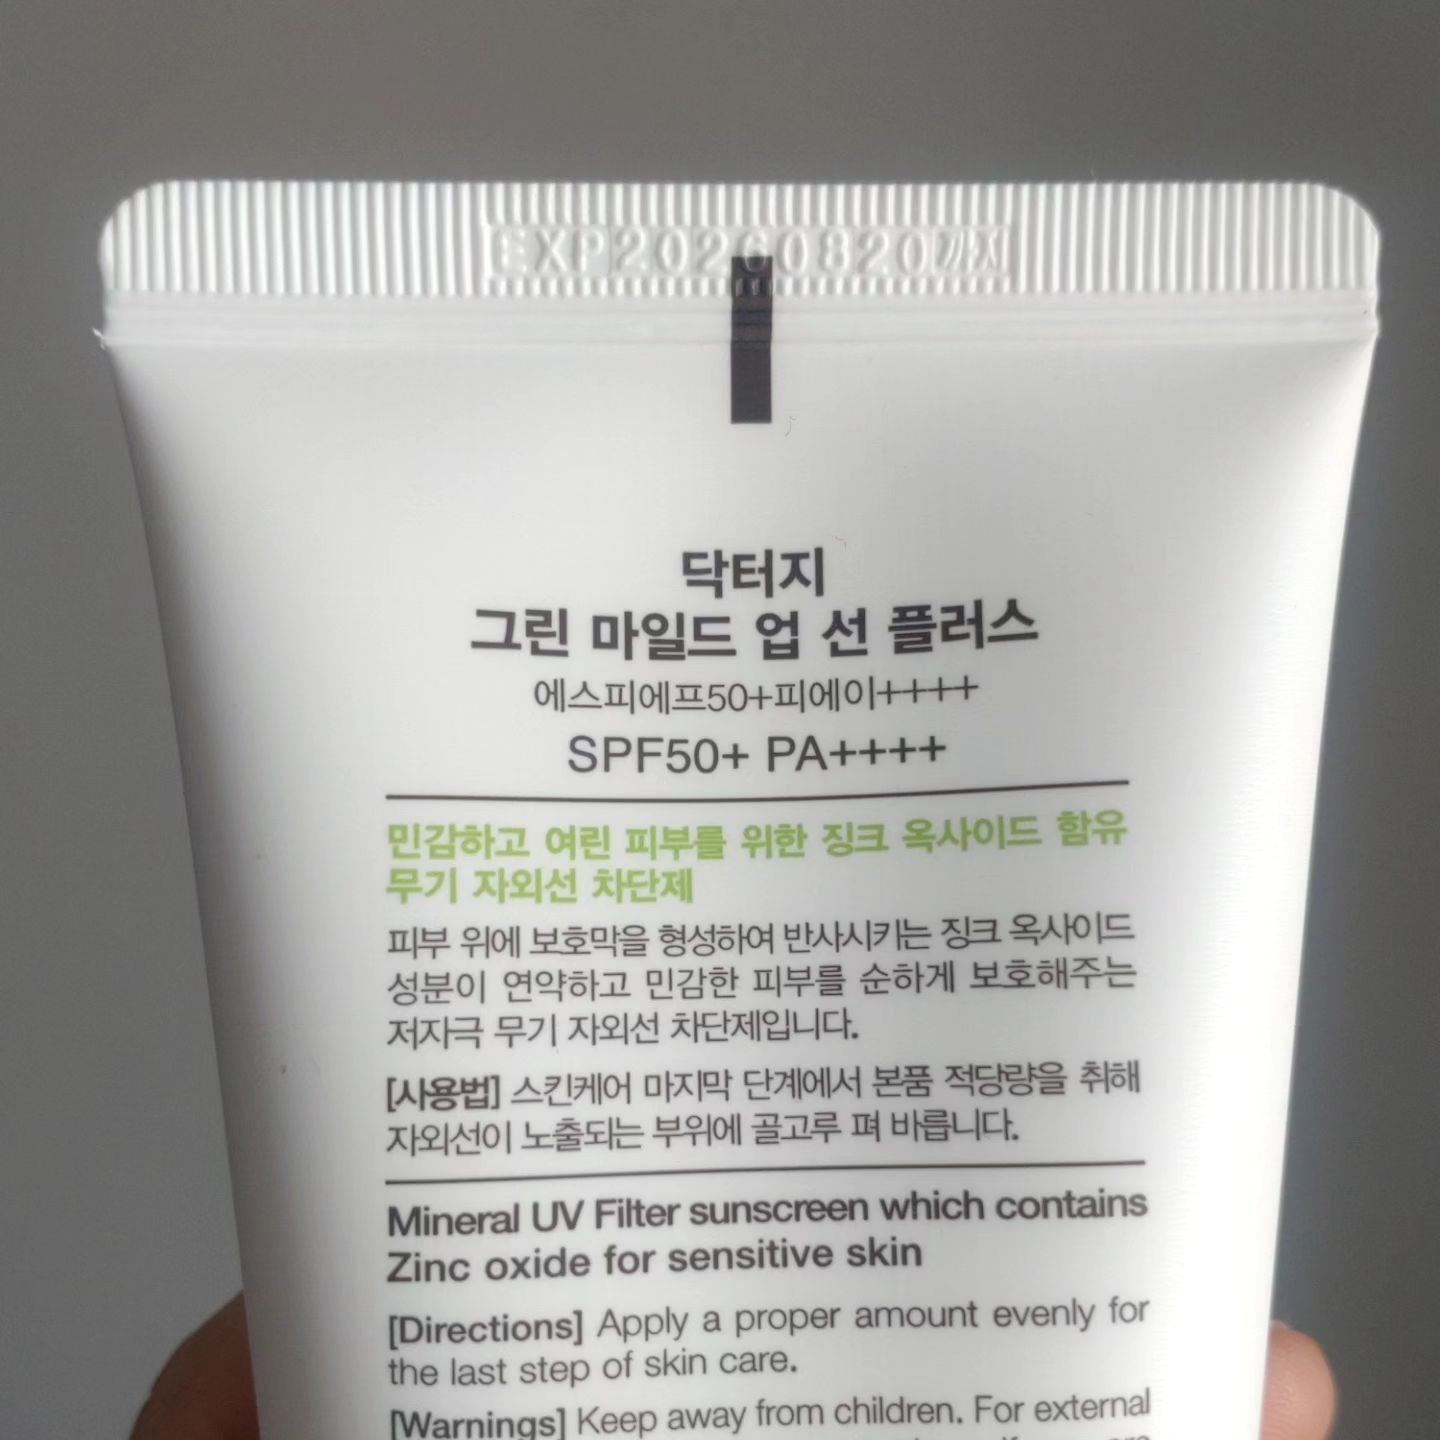 EXP20260820까지
닥터지
그린 마일드 업 선 플러스
에스피에프50+피에이++++
SPF50+ PA++++
민감하고 여린 피부를 위한 징크 옥사이드 함유
무기 자외선 차단제
피부 위에 보호막을 형성하여 반사시키는 징크 옥사이드
성분이 연약하고 민감한 피부를 순하게 보호해주는
저자극 무기 자외선 차단제입니다.
[사용법] 스킨케어 마지막 단계에서 본품 적당량을 취해
자외선이 노출되는 부위에 골고루 펴 바릅니다.
Mineral UV Filter sunscreen which contains
Zinc oxide for sensitive skin
[Directions] Apply a proper amount evenly for
the last step of skin care.
[Warnings] Keep away from children. For external